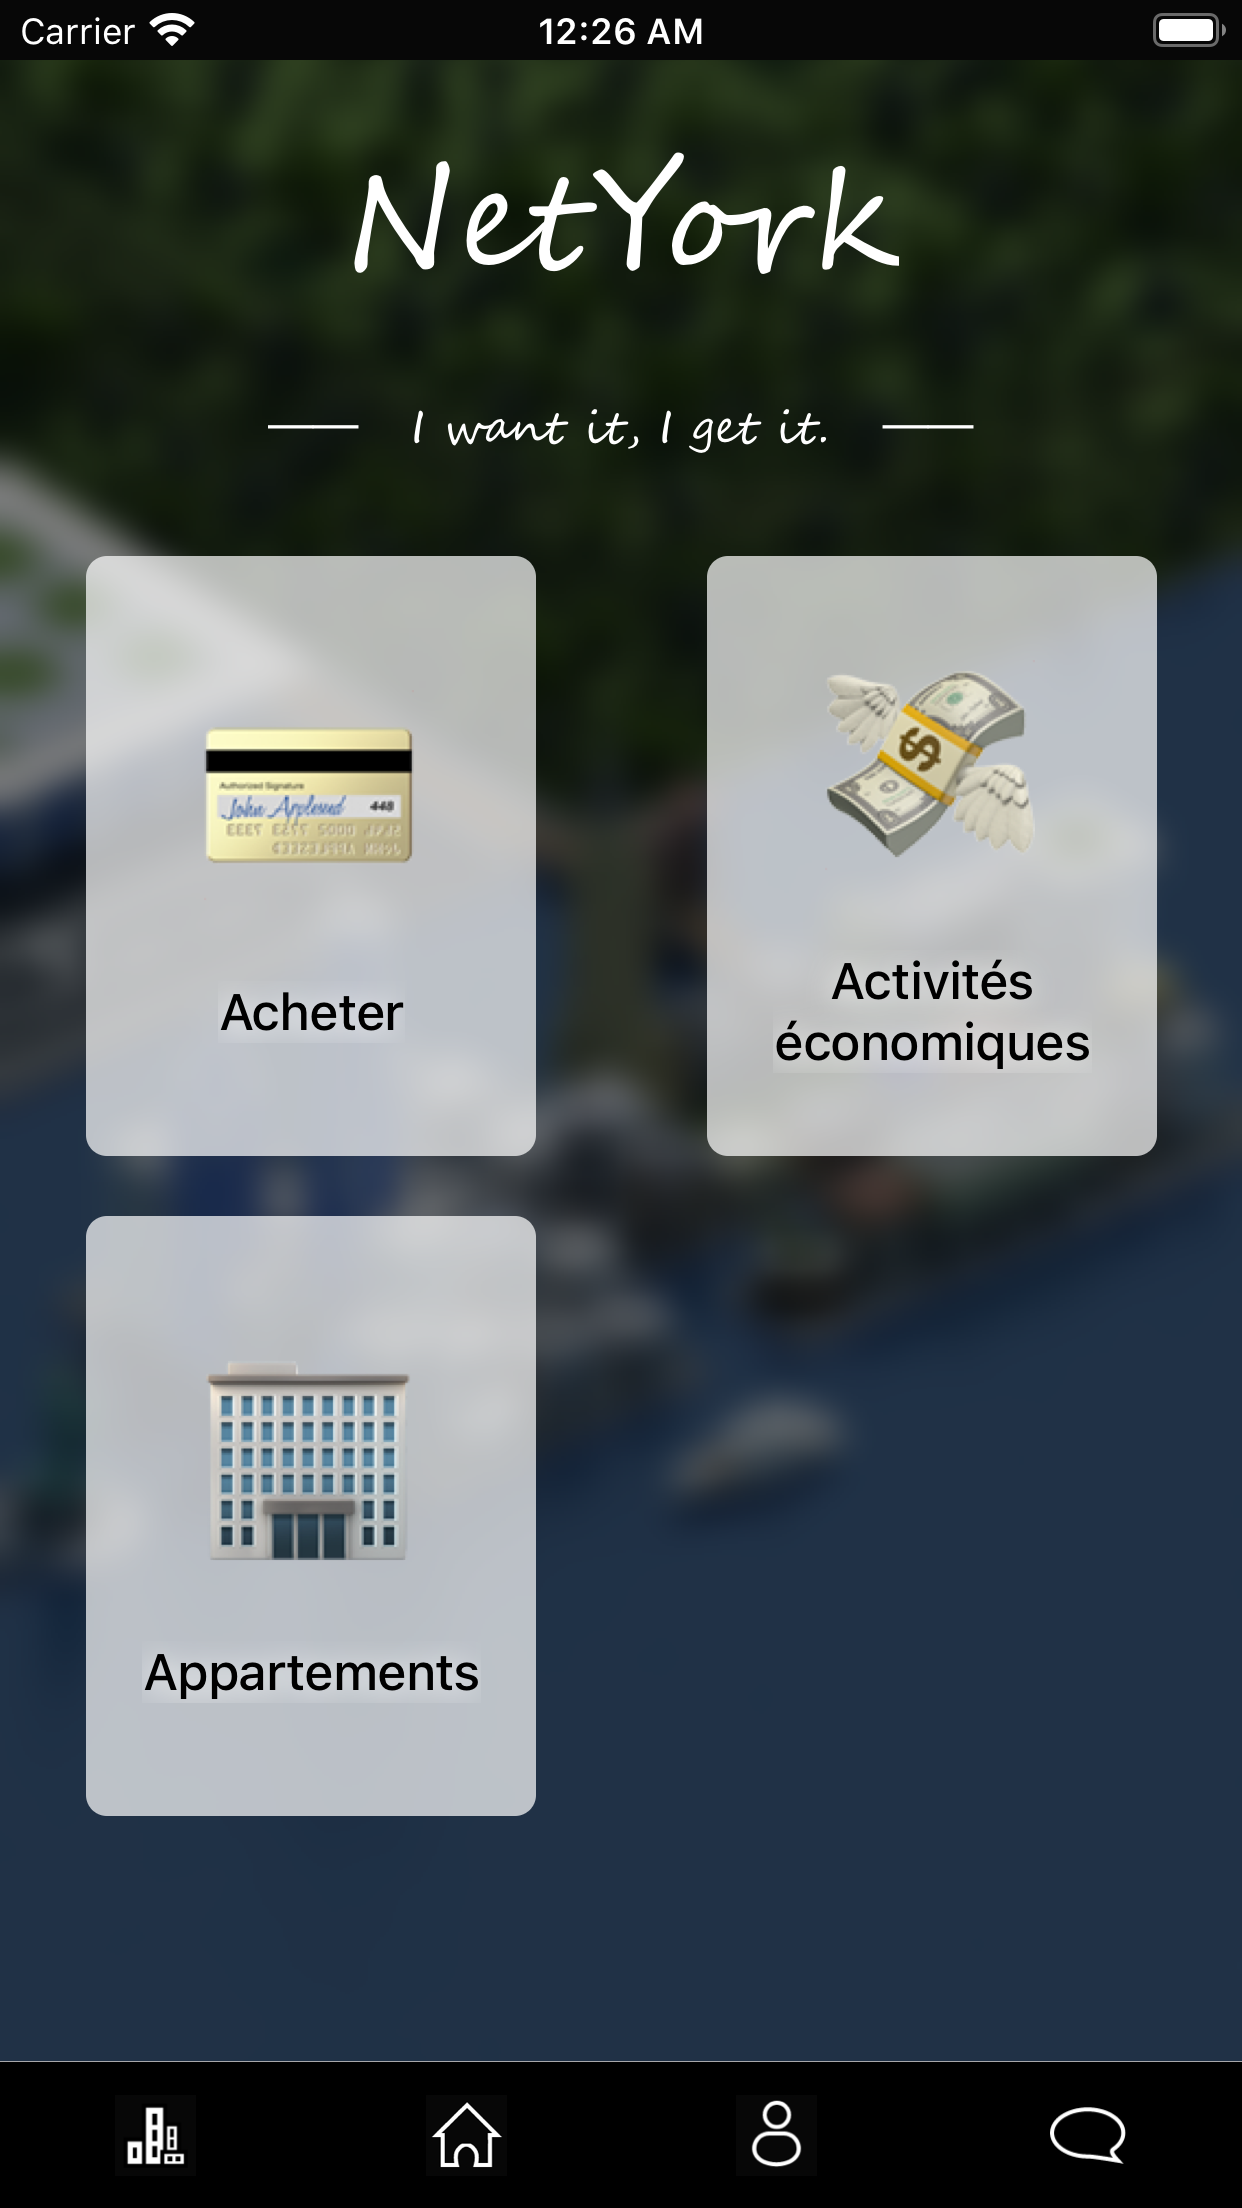 Carrier
12:26 AM
NetYork
I want it, I get it.
Authorized Signature
John Appleseed 448
Acheter
$
Activités
économiques
Appartements